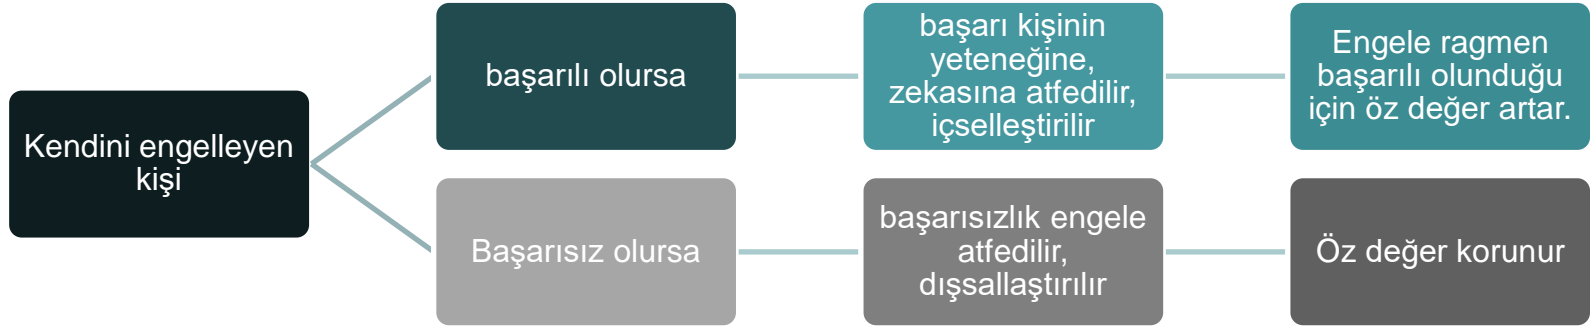 Kendini engelleyen
kişi
başarılı olursa
başarı kişinin
yeteneğine,
zekasına atfedilir,
içselleştirilir
Engele ragmen
başarılı olunduğu
için öz değer artar.
Başarısız olursa
başarısızlık engele
atfedilir,
dışsallaştırılır
Öz değer korunur